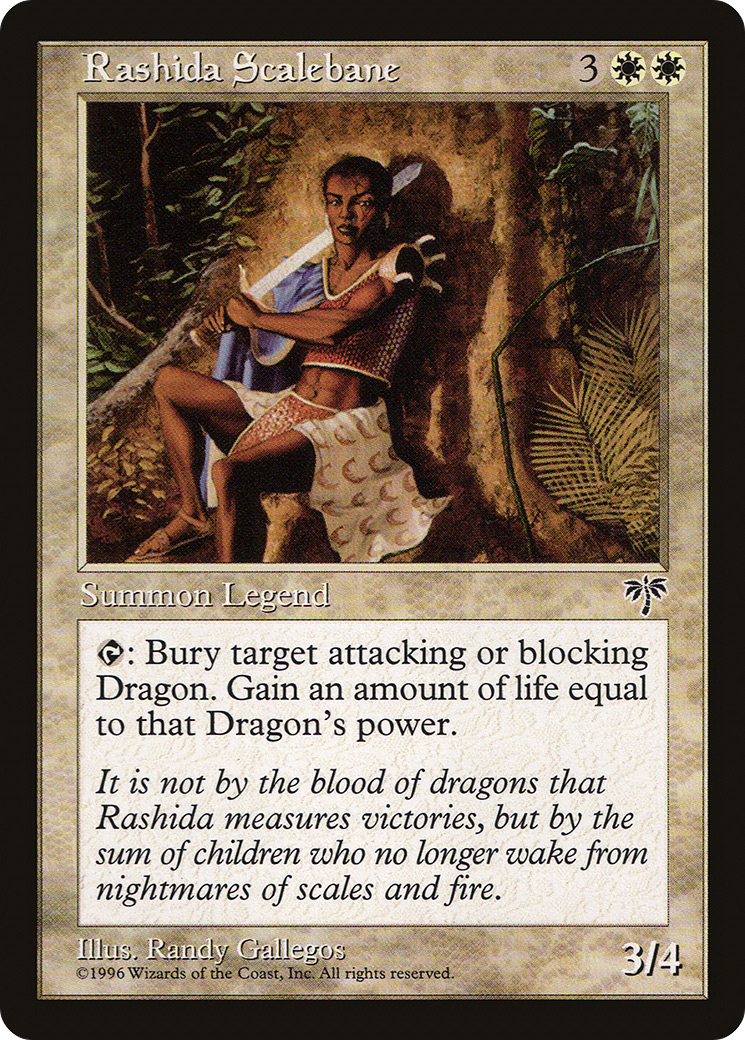 Rashida Scalebane 3
Summon Legend
: Bury target attacking or blocking
Dragon. Gain an amount of life equal
to that Dragon's power.
It is not by the blood of dragons that
Rashida measures victories, but by the
sum of children who no longer wake from
nightmares of scales and fire.
Illus. Randy Gallegos
©1996 Wizards of the Coast, Inc. All rights reserved.
3/4